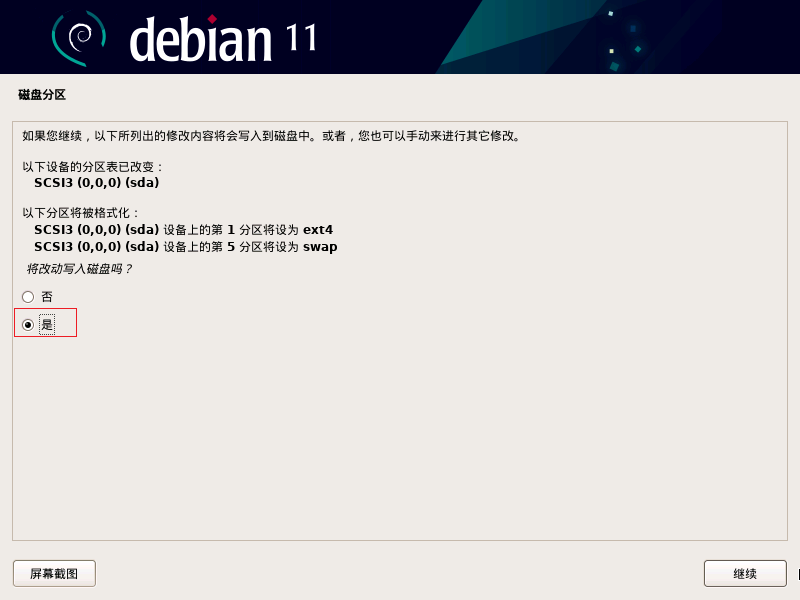 debian 11
磁盘分区
如果您继续，以下所列出的修改内容将会写入到磁盘中。或者，您也可以手动来进行其它修改。
以下设备的分区表已改变：
SCSI3 (0,0,0) (sda)
以下分区将被格式化：
SCSI3 (0,0,0) (sda) 设备上的第 1 分区将设为 ext4
SCSI3 (0,0,0) (sda) 设备上的第 5 分区将设为 swap
将改动写入磁盘吗？
否
是
屏幕截图
继续